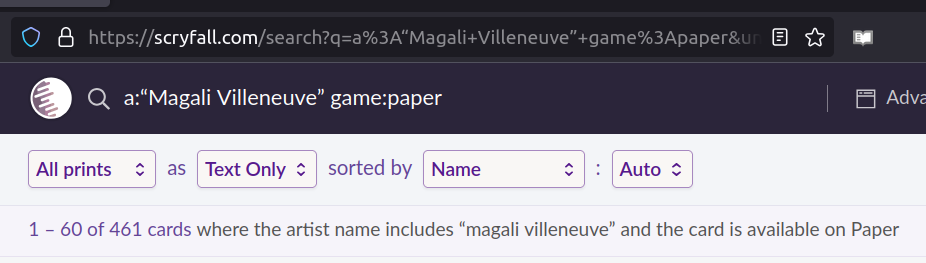 https://scryfall.com/search?q=a%3A“Magali+Villeneuve”+game%3Apaper&un
a:“Magali Villeneuve” game:paper
Adva
All prints as Text Only sorted by Name : Auto
1 – 60 of 461 cards where the artist name includes “magali villeneuve” and the card is available on Paper